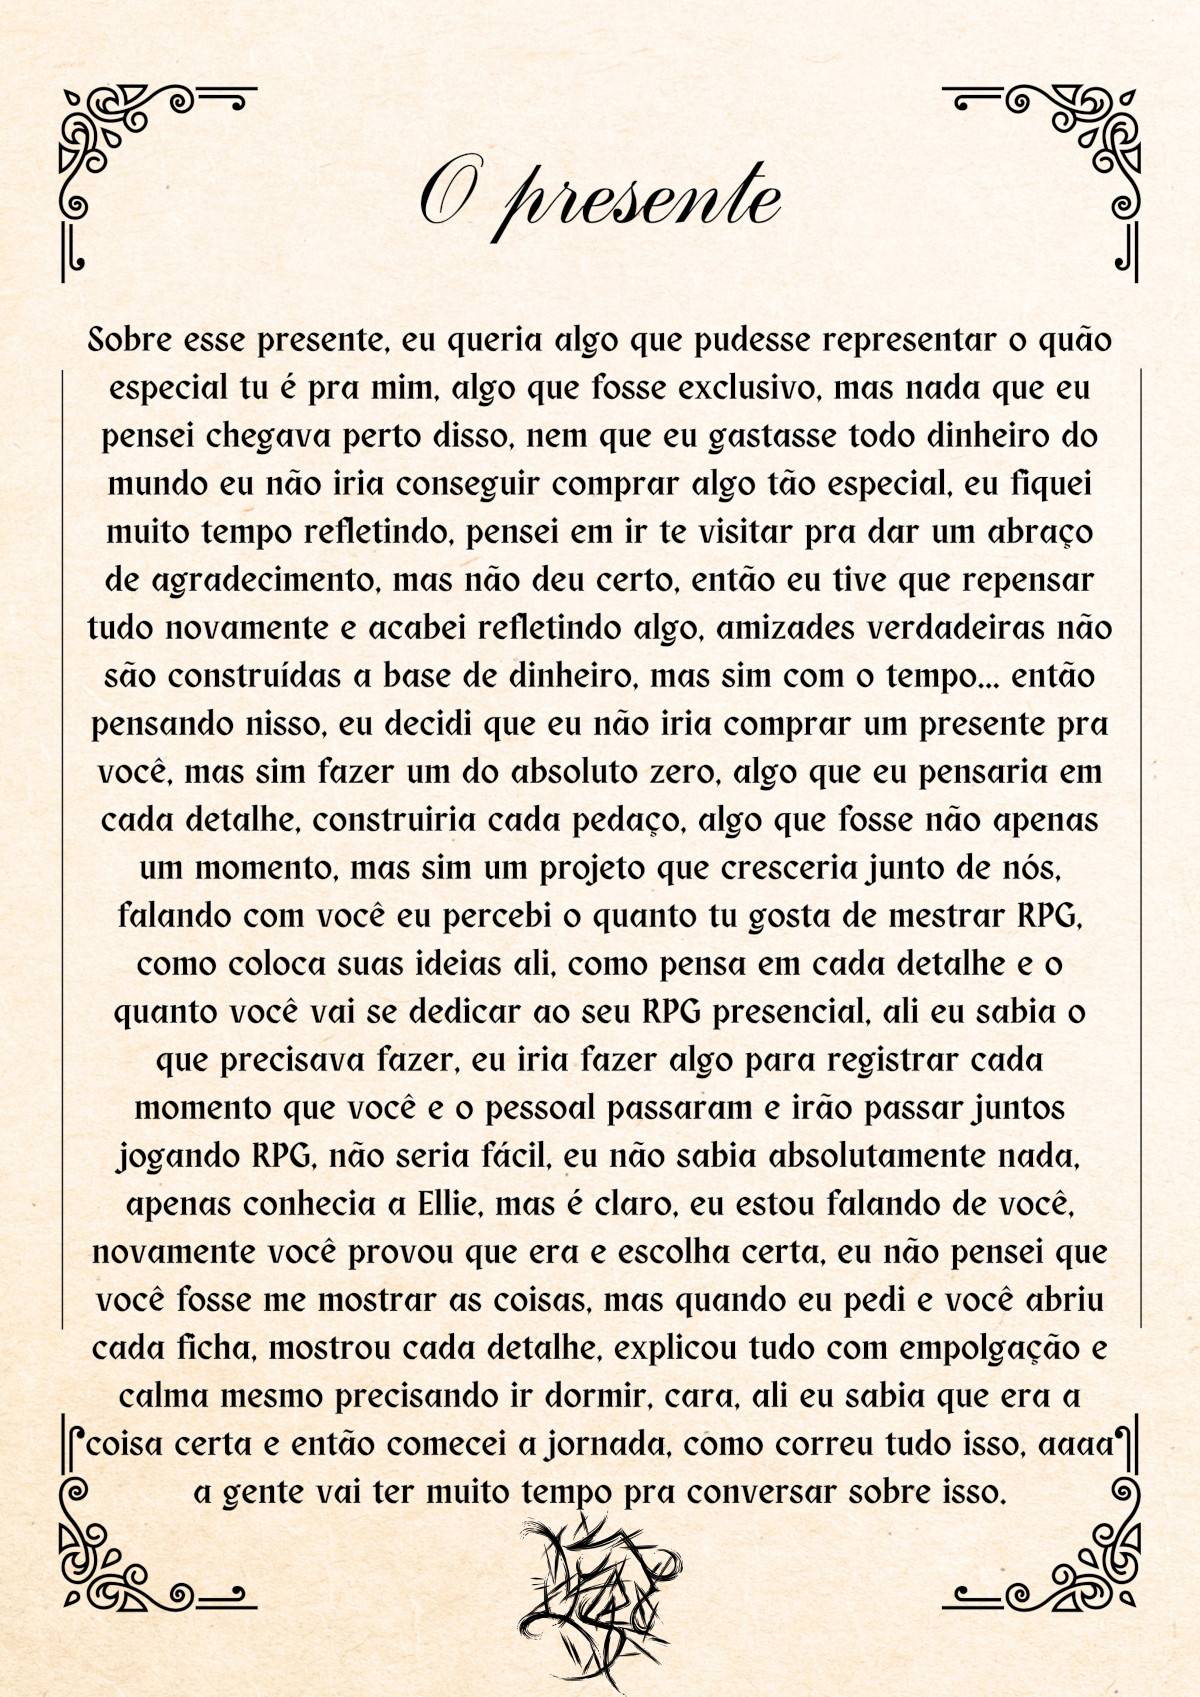 O presente
Sobre esse presente, eu queria algo que pudesse representar o quão
especial tu é pra mim, algo que fosse exclusivo, mas nada que eu
pensei chegava perto disso, nem que eu gastasse todo dinheiro do
mundo eu não iria conseguir comprar algo tão especial, eu fiquei
muito tempo refletindo, pensei em ir te visitar pra dar um abraço
de agradecimento, mas não deu certo, então eu tive que repensar
tudo novamente e acabei refletindo algo, amizades verdadeiras não
são construídas a base de dinheiro, mas sim com o tempo... então
pensando nisso, eu decidi que eu não iria comprar um presente pra
você, mas sim fazer um do absoluto zero, algo que eu pensaria em
cada detalhe, construiria cada pedaço, algo que fosse não apenas
um momento, mas sim um projeto que cresceria junto de nós,
falando com você eu percebi o quanto tu gosta de mestrar RPG,
como coloca suas ideias ali, como pensa em cada detalhe e o
quanto você vai se dedicar ao seu RPG presencial, ali eu sabia o
que precisava fazer, eu iria fazer algo para registrar cada
momento que você e o pessoal passaram e irão passar juntos
jogando RPG, não seria fácil, eu não sabia absolutamente nada,
apenas conhecia a Ellie, mas é claro, eu estou falando de você,
novamente você provou que era e escolha certa, eu não pensei que
você fosse me mostrar as coisas, mas quando eu pedi e você abriu
cada ficha, mostrou cada detalhe, explicou tudo com empolgação e
calma mesmo precisando ir dormir, cara, ali eu sabia que era a
coisa certa e então comecei a jornada, como correu tudo isso, aaaa
a gente vai ter muito tempo pra conversar sobre isso.